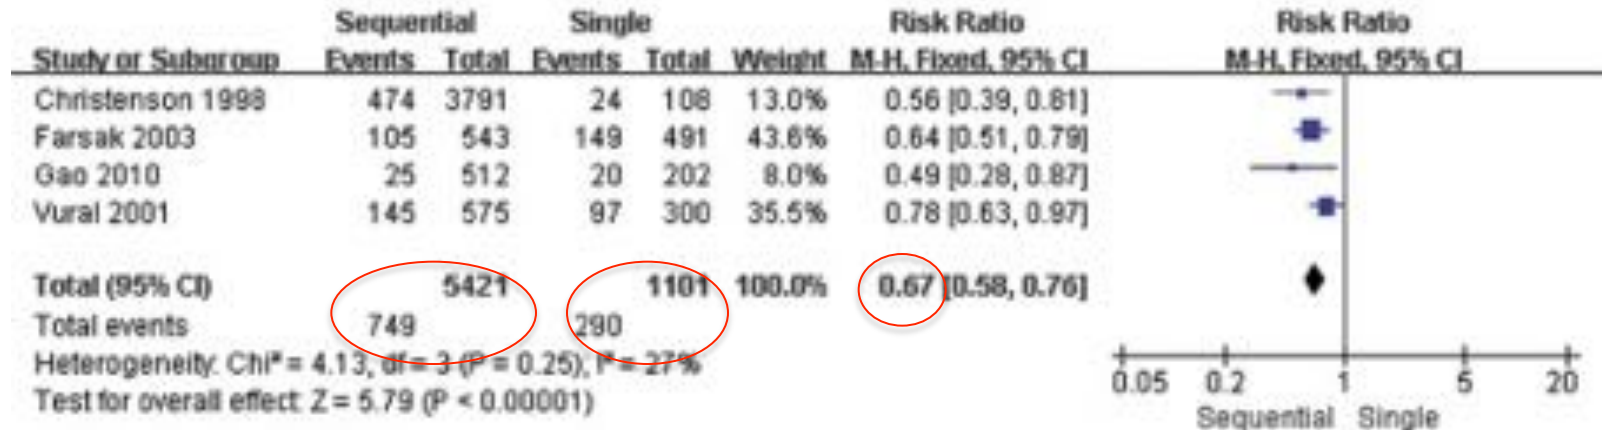 Sequential Single Risk Ratio Risk Ratio
Study or Subgroup Events Total Events Total Weight M-H, Fixed, 95% CI M-H, Fixed, 95% CI
Christenson 1998 474 3791 24 108 13.0% 0.56 [0.39, 0.81]
Farsak 2003 105 543 149 491 43.6% 0.64 [0.51, 0.79]
Gao 2010 25 512 20 202 8.0% 0.49 [0.28, 0.87]
Vural 2001 145 575 97 300 35.5% 0.78 [0.63, 0.97]
Total (95% CI) 5421 1101 100.0% 0.67 [0.58, 0.76]
Total events 749 290
Heterogeneity: Chi² = 4.13, df = 3 (P = 0.25); I² = 27%
Test for overall effect: Z = 5.79 (P < 0.00001)
0.05 0.2 1 5 20
Sequential Single